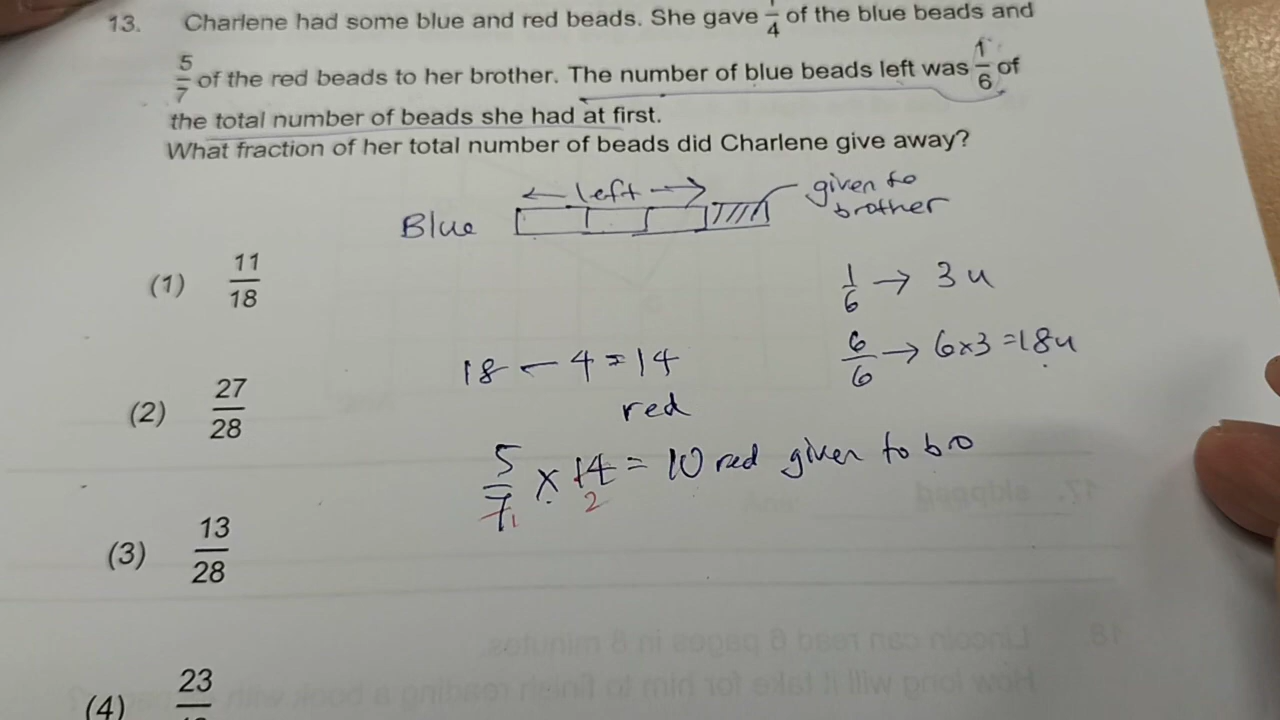 13. Charlene had some blue and red beads. She gave 1/4 of the blue beads and
5/7 of the red beads to her brother. The number of blue beads left was 1/6 of
the total number of beads she had at first.
What fraction of her total number of beads did Charlene give away?
← left →
given to
brother
Blue
(1) 11/18
1/6 → 3u
6/6 → 6x3 = 18u
18 - 4 = 14
red
(2) 27/28
5/7 x 14 = 10 red given to bro
1 2
(3) 13/28
(4) 23